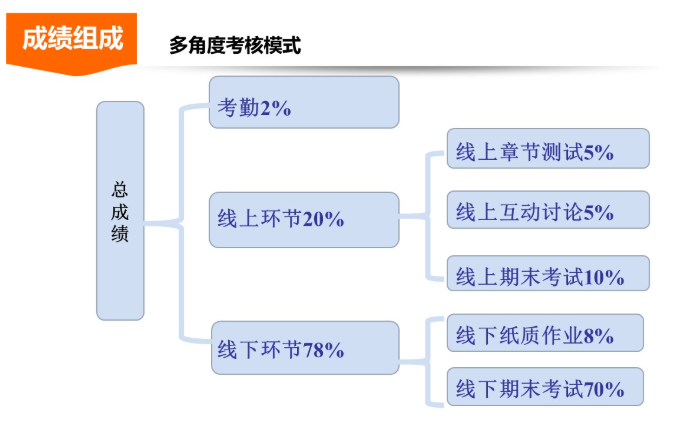 成绩组成
多角度考核模式
总成绩
考勤2%
线上环节20%
线上章节测试5%
线上互动讨论5%
线上期末考试10%
线下环节78%
线下纸质作业8%
线下期末考试70%